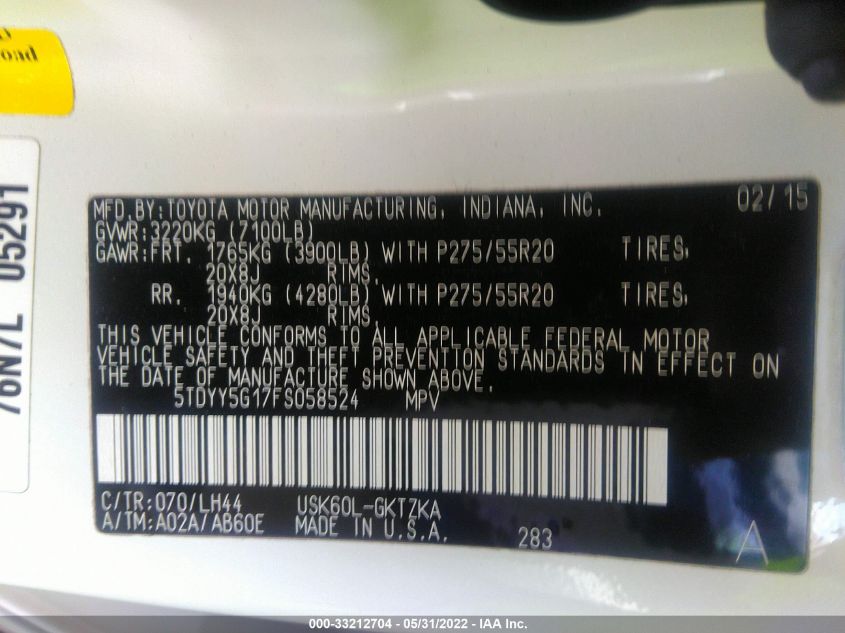 oad
76N7L 05291
MFD.BY:TOYOTA MOTOR MANUFACTURING, INDIANA, INC. 02/15
GVWR:3220KG (7100LB)
GAWR:FRT. 1765KG (3900LB) WITH P275/55R20 TIRES,
20X8J RIMS,
RR. 1940KG (4280LB) WITH P275/55R20 TIRES,
20X8J RIMS,
THIS VEHICLE CONFORMS TO ALL APPLICABLE FEDERAL MOTOR
VEHICLE SAFETY AND THEFT PREVENTION STANDARDS IN EFFECT ON
THE DATE OF MANUFACTURE SHOWN ABOVE.
5TDYY5G17FS058524 MPV
C/TR:070/LH44 USK60L-GKTZKA
A/TM:A02A/AB60E MADE IN U.S.A. 283 A
000-33212704 - 05/31/2022 - IAA Inc.